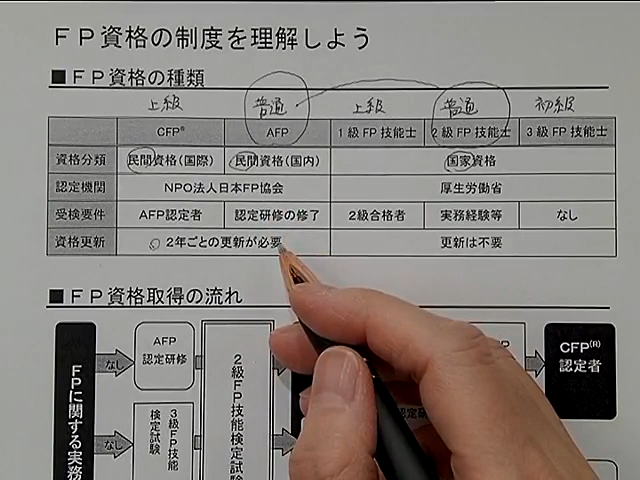 ＦＰ資格の制度を理解しよう
■ＦＰ資格の種類
上級 普通 上級 普通 初級
CFP® AFP 1級FP技能士 2級FP技能士 3級FP技能士
資格分類 民間資格(国際) 民間資格(国内) 国家資格
認定機関 NPO法人日本FP協会 厚生労働省
受検要件 AFP認定者 認定研修の修了 2級合格者 実務経験等 なし
資格更新 2年ごとの更新が必要 更新は不要
■ＦＰ資格取得の流れ
FPに関する実務
なし
AFP
認定研修
なし
3級FP技能
検定試験
2級FP技能検定試験
CFP(R)
認定者